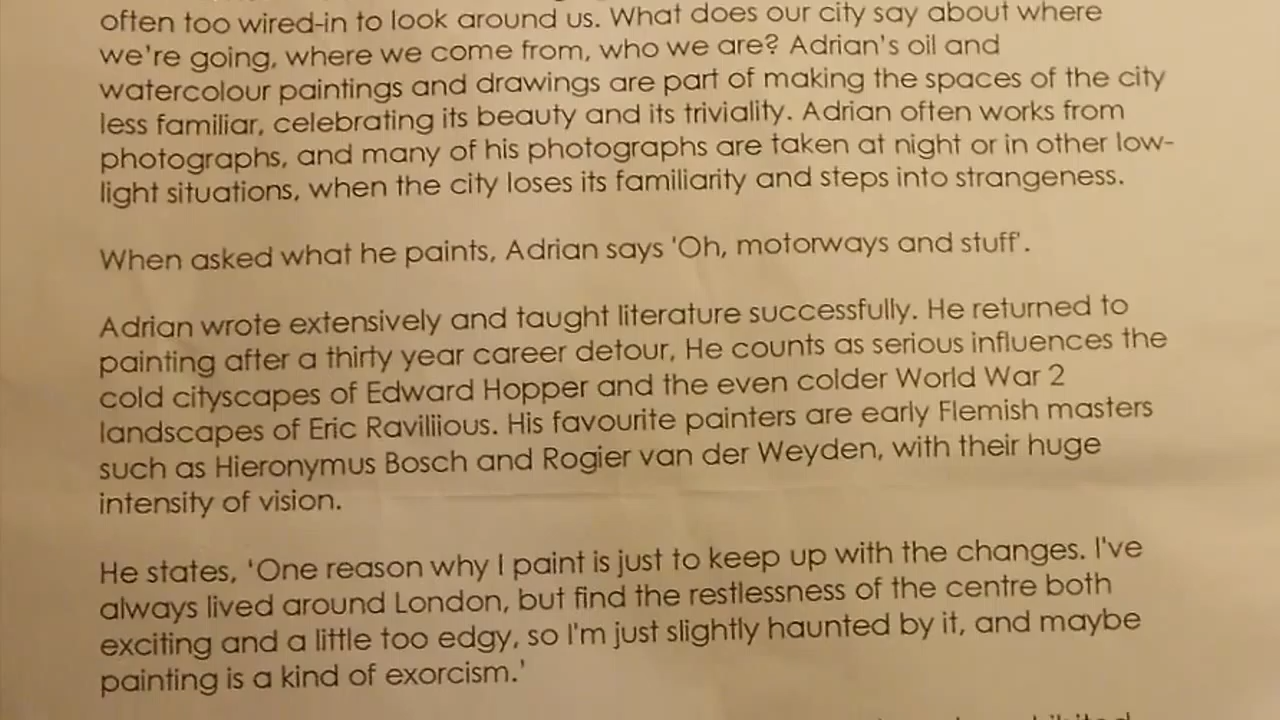 often too wired-in to look around us. What does our city say about where
we're going, where we come from, who we are? Adrian's oil and
watercolour paintings and drawings are part of making the spaces of the city
less familiar, celebrating its beauty and its triviality. Adrian often works from
photographs, and many of his photographs are taken at night or in other low-
light situations, when the city loses its familiarity and steps into strangeness.
When asked what he paints, Adrian says 'Oh, motorways and stuff'.
Adrian wrote extensively and taught literature successfully. He returned to
painting after a thirty year career detour, He counts as serious influences the
cold cityscapes of Edward Hopper and the even colder World War 2
landscapes of Eric Raviliious. His favourite painters are early Flemish masters
such as Hieronymus Bosch and Rogier van der Weyden, with their huge
intensity of vision.
He states, 'One reason why I paint is just to keep up with the changes. I've
always lived around London, but find the restlessness of the centre both
exciting and a little too edgy, so I'm just slightly haunted by it, and maybe
painting is a kind of exorcism.'